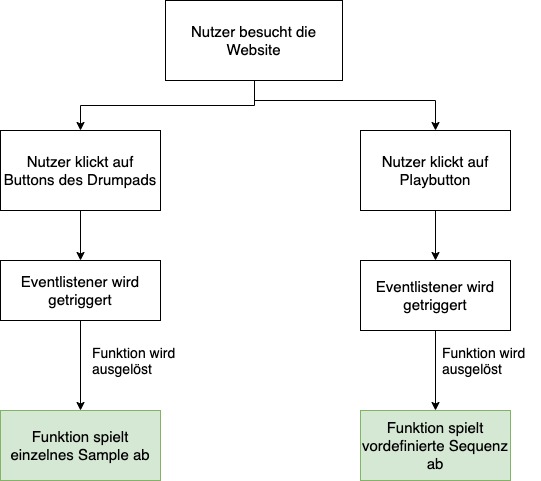 Nutzer besucht die
Website
Nutzer klickt auf
Buttons des Drumpads
Nutzer klickt auf
Playbutton
Eventlistener wird
getriggert
Eventlistener wird
getriggert
Funktion wird
ausgelöst
Funktion wird
ausgelöst
Funktion spielt
einzelnes Sample ab
Funktion spielt
vordefinierte Sequenz
ab